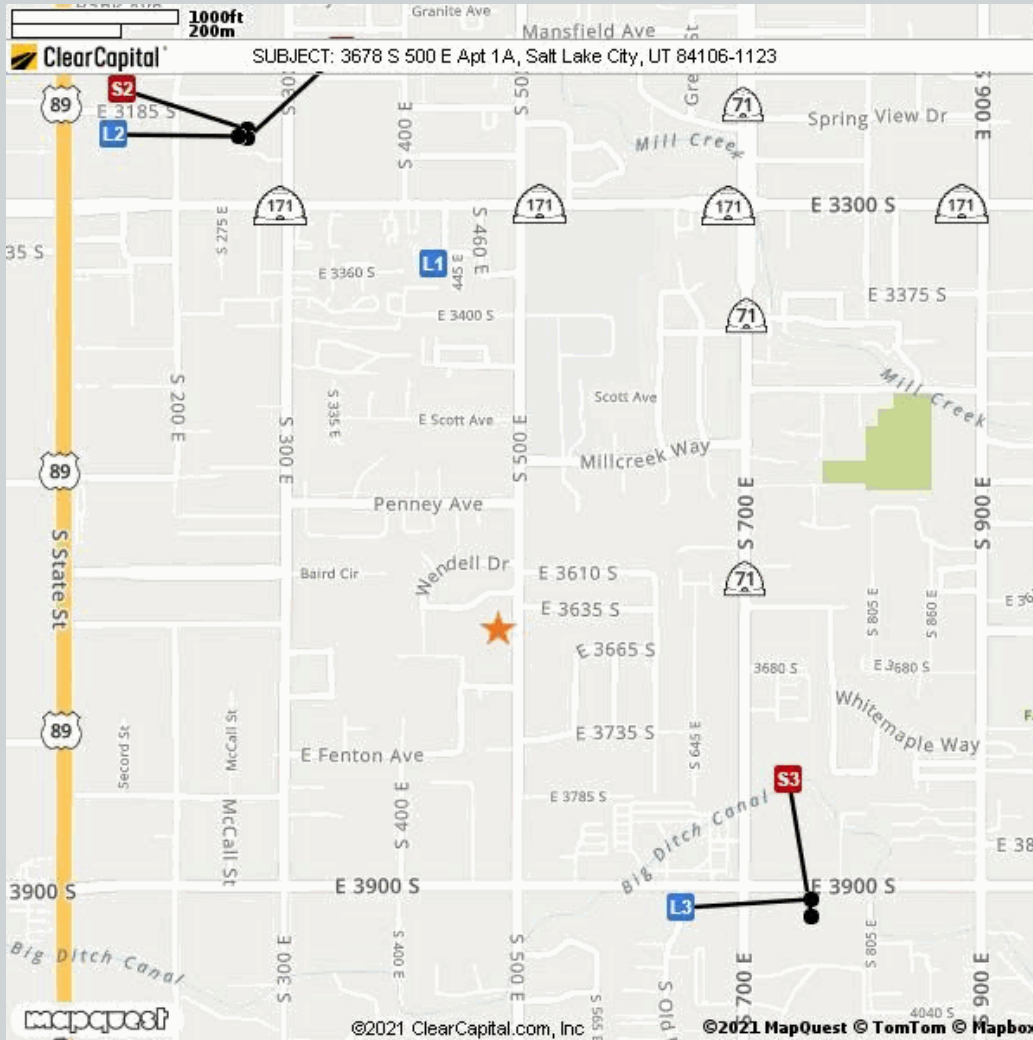 1000ft
200m
Granite Ave
Mansfield Ave
ClearCapital
SUBJECT: 3678 S 500 E Apt 1A, Salt Lake City, UT 84106-1123
89
S2
E 3185 S
L2
S 400 E
71
Spring View Dr
S 900 E
Mill Creek
171
171
171
E 3300 S
171
S 275 E
S 460 E
35 S
L1
445 E
E 3360 S
E 3375 S
E 3400 S
71
S 200 E
S 335 E
Scott Ave
E Scott Ave
Mill Creek
S 300 E
S 500 E
Millcreek Way
89
Penney Ave
S 700 E
S 900 E
S State St
Wendell Dr
Baird Cir
E 3610 S
71
E 3635 S
S 805 E
S 860 E
E 3665 S
3680 S
E 3680 S
89
Second St
McCall St
Whitemaple Way
E 3735 S
S 645 E
E Fenton Ave
S3
E 3785 S
S 400 E
McCall St
Big Ditch Canal
E 38
3900 S
E 3900 S
E 3900 S
L3
Big Ditch Canal
S 300 E
S 400 E
S 500 E
S 700 E
S 805 E
S 900 E
S Old
S 595 E
4040 S
mapquest
©2021 ClearCapital.com, Inc
©2021 MapQuest © TomTom © Mapbox